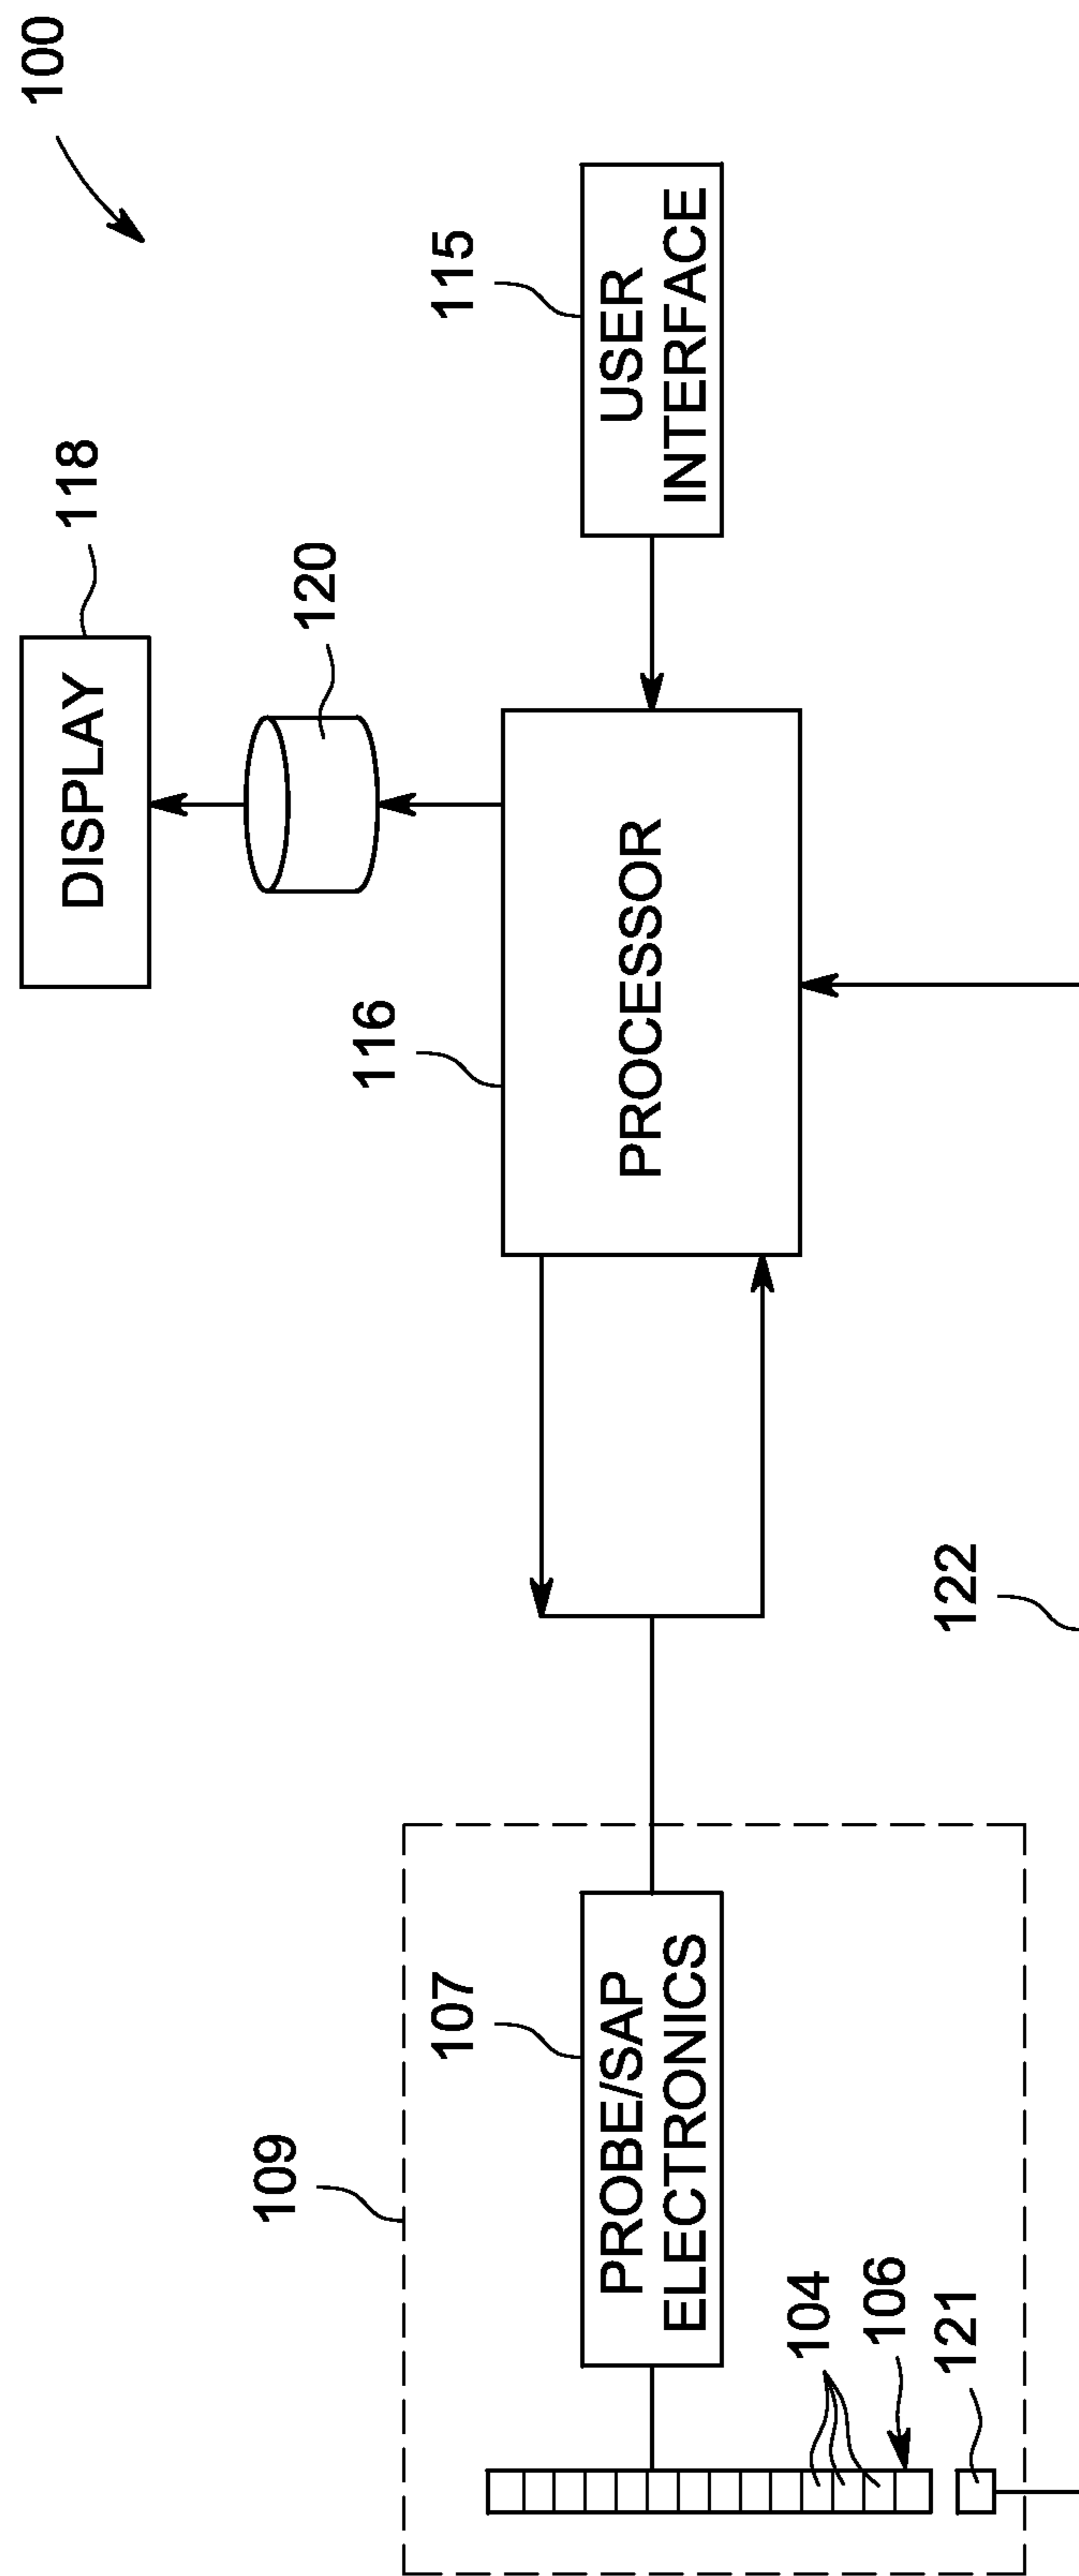 100
118
DISPLAY
120
115
USER
INTERFACE
116
PROCESSOR
109
107
PROBE/SAP
ELECTRONICS
104
106
121
122